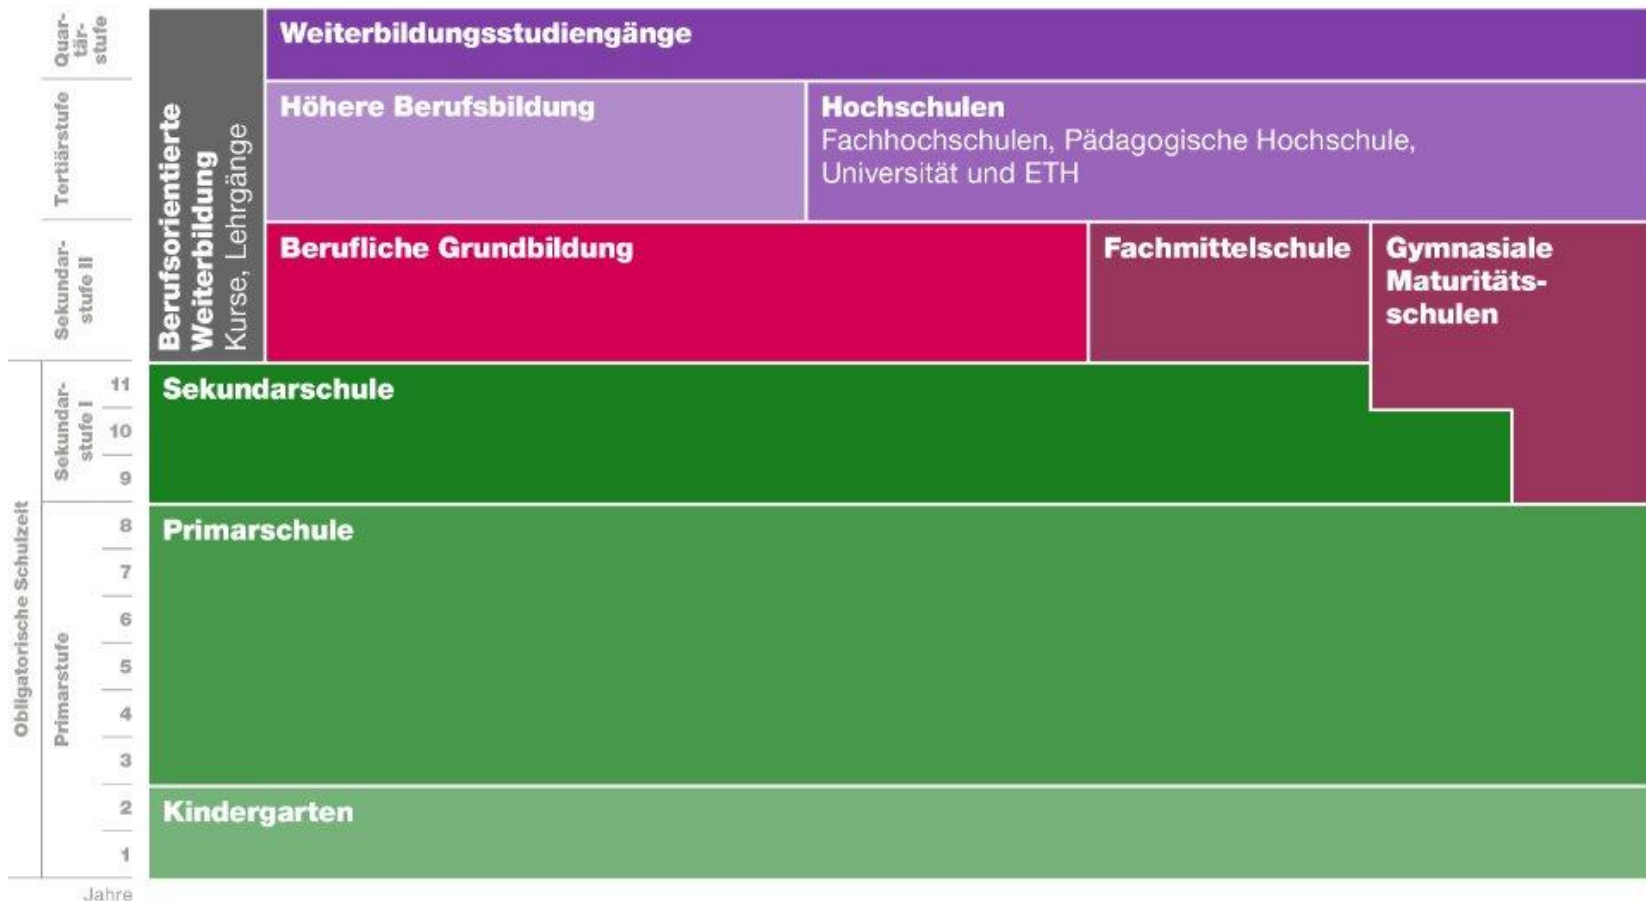 Quar-
tär-
stufe
Tertiärstufe
Sekundar-
stufe II
Sekundar-
stufe I
Primarstufe
Obligatorische Schulzeit
11
10
9
8
7
6
5
4
3
2
1
Jahre
Berufsorientierte
Weiterbildung
Kurse, Lehrgänge
Weiterbildungsstudiengänge
Höhere Berufsbildung
Hochschulen
Fachhochschulen, Pädagogische Hochschule,
Universität und ETH
Berufliche Grundbildung
Fachmittelschule
Gymnasiale
Maturitäts-
schulen
Sekundarschule
Primarschule
Kindergarten